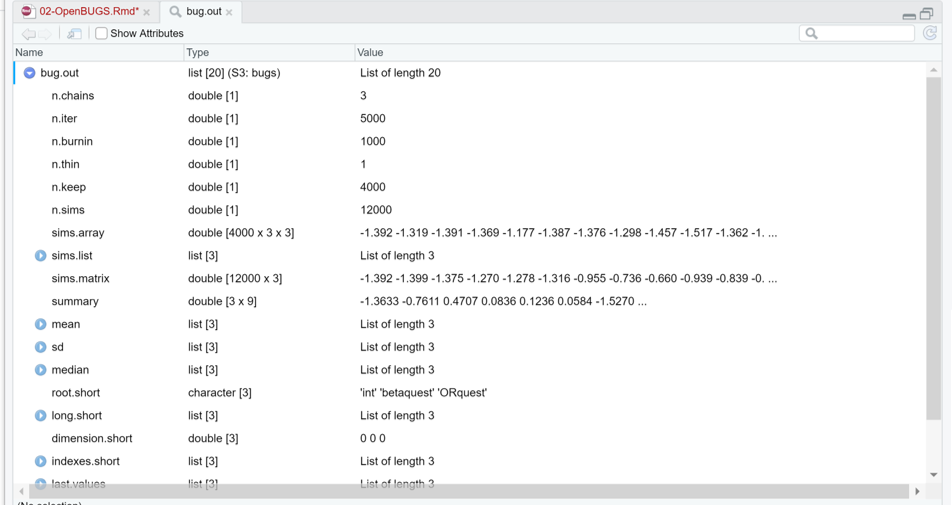 02-OpenBUGS.Rmd* × bug.out ×
Show Attributes
Name Type Value
bug.out list [20] (S3: bugs) List of length 20
n.chains double [1] 3
n.iter double [1] 5000
n.burnin double [1] 1000
n.thin double [1] 1
n.keep double [1] 4000
n.sims double [1] 12000
sims.array double [4000 x 3 x 3] -1.392 -1.319 -1.391 -1.369 -1.177 -1.387 -1.376 -1.298 -1.457 -1.517 -1.362 -1. ...
sims.list list [3] List of length 3
sims.matrix double [12000 x 3] -1.392 -1.399 -1.375 -1.270 -1.278 -1.316 -0.955 -0.736 -0.660 -0.939 -0.839 -0. ...
summary double [3 x 9] -1.3633 -0.7611 0.4707 0.0836 0.1236 0.0584 -1.5270 ...
mean list [3] List of length 3
sd list [3] List of length 3
median list [3] List of length 3
root.short character [3] 'int' 'betaquest' 'ORquest'
long.short list [3] List of length 3
dimension.short double [3] 0 0 0
indexes.short list [3] List of length 3
last.values list [3] List of length 3
(No selection)